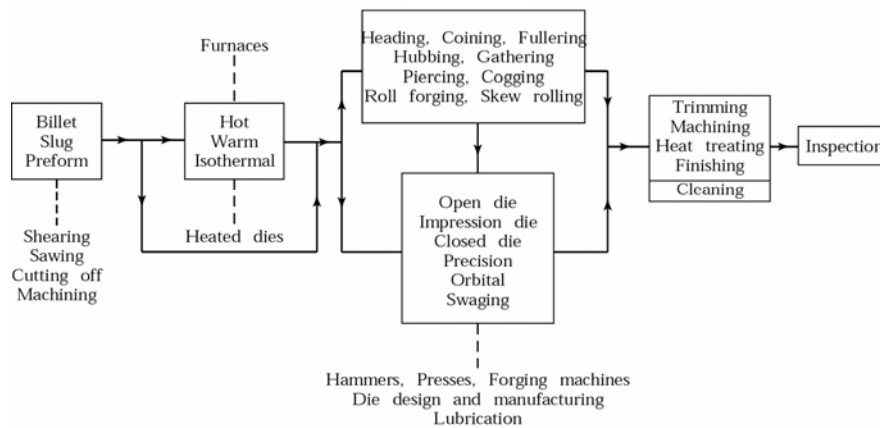 Furnaces
Billet
Slug
Preform
Shearing
Sawing
Cutting off
Machining
Hot
Warm
Isothermal
Heated dies
Heading, Coining, Fullering
Hubbing, Gathering
Piercing, Cogging
Roll forging, Skew rolling
Open die
Impression die
Closed die
Precision
Orbital
Swaging
Hammers, Presses, Forging machines
Die design and manufacturing
Lubrication
Trimming
Machining
Heat treating
Finishing
Cleaning
Inspection